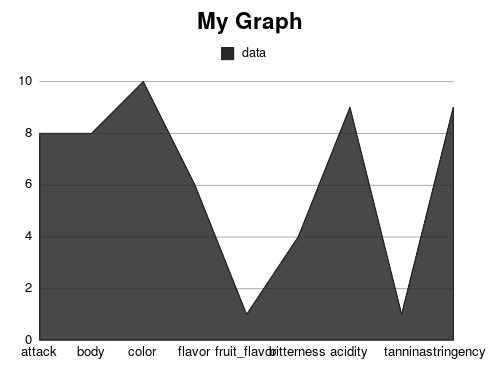 My Graph
data
10
8
6
4
2
0
attack body color flavor fruit_flavor bitterness acidity tannin astringency